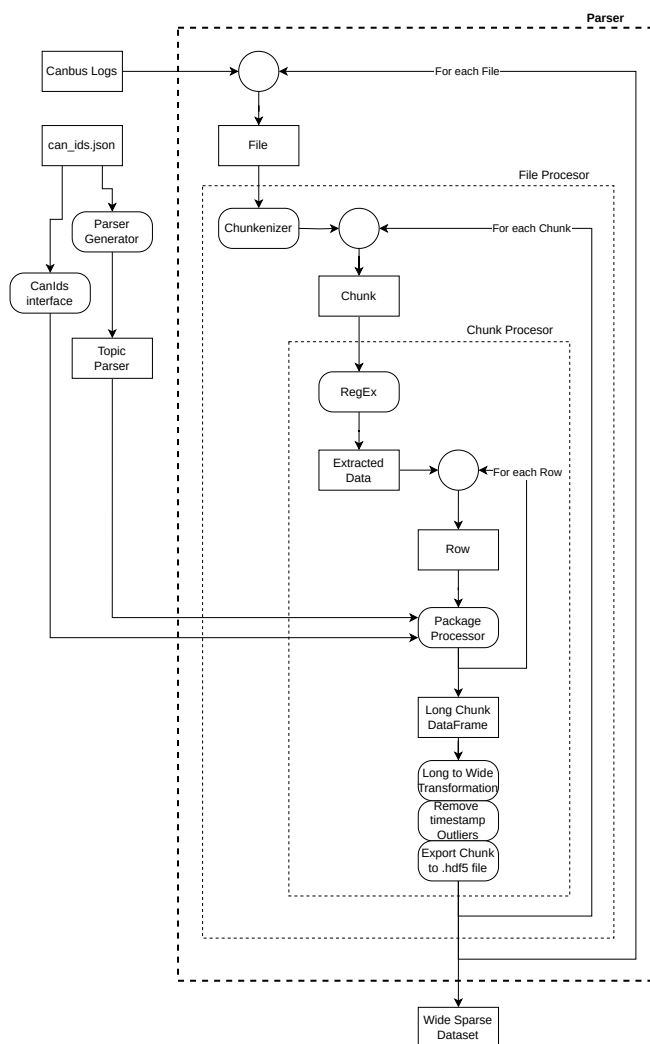 Parser
Canbus Logs
For each File
can_ids.json
File
File Procesor
Parser
Generator
Chunkenizer
For each Chunk
CanIds
interface
Chunk
Chunk Procesor
Topic
Parser
RegEx
Extracted
Data
For each Row
Row
Package
Processor
Long Chunk
DataFrame
Long to Wide
Transformation
Remove
timestamp
Outliers
Export Chunk
to .hdf5 file
Wide Sparse
Dataset